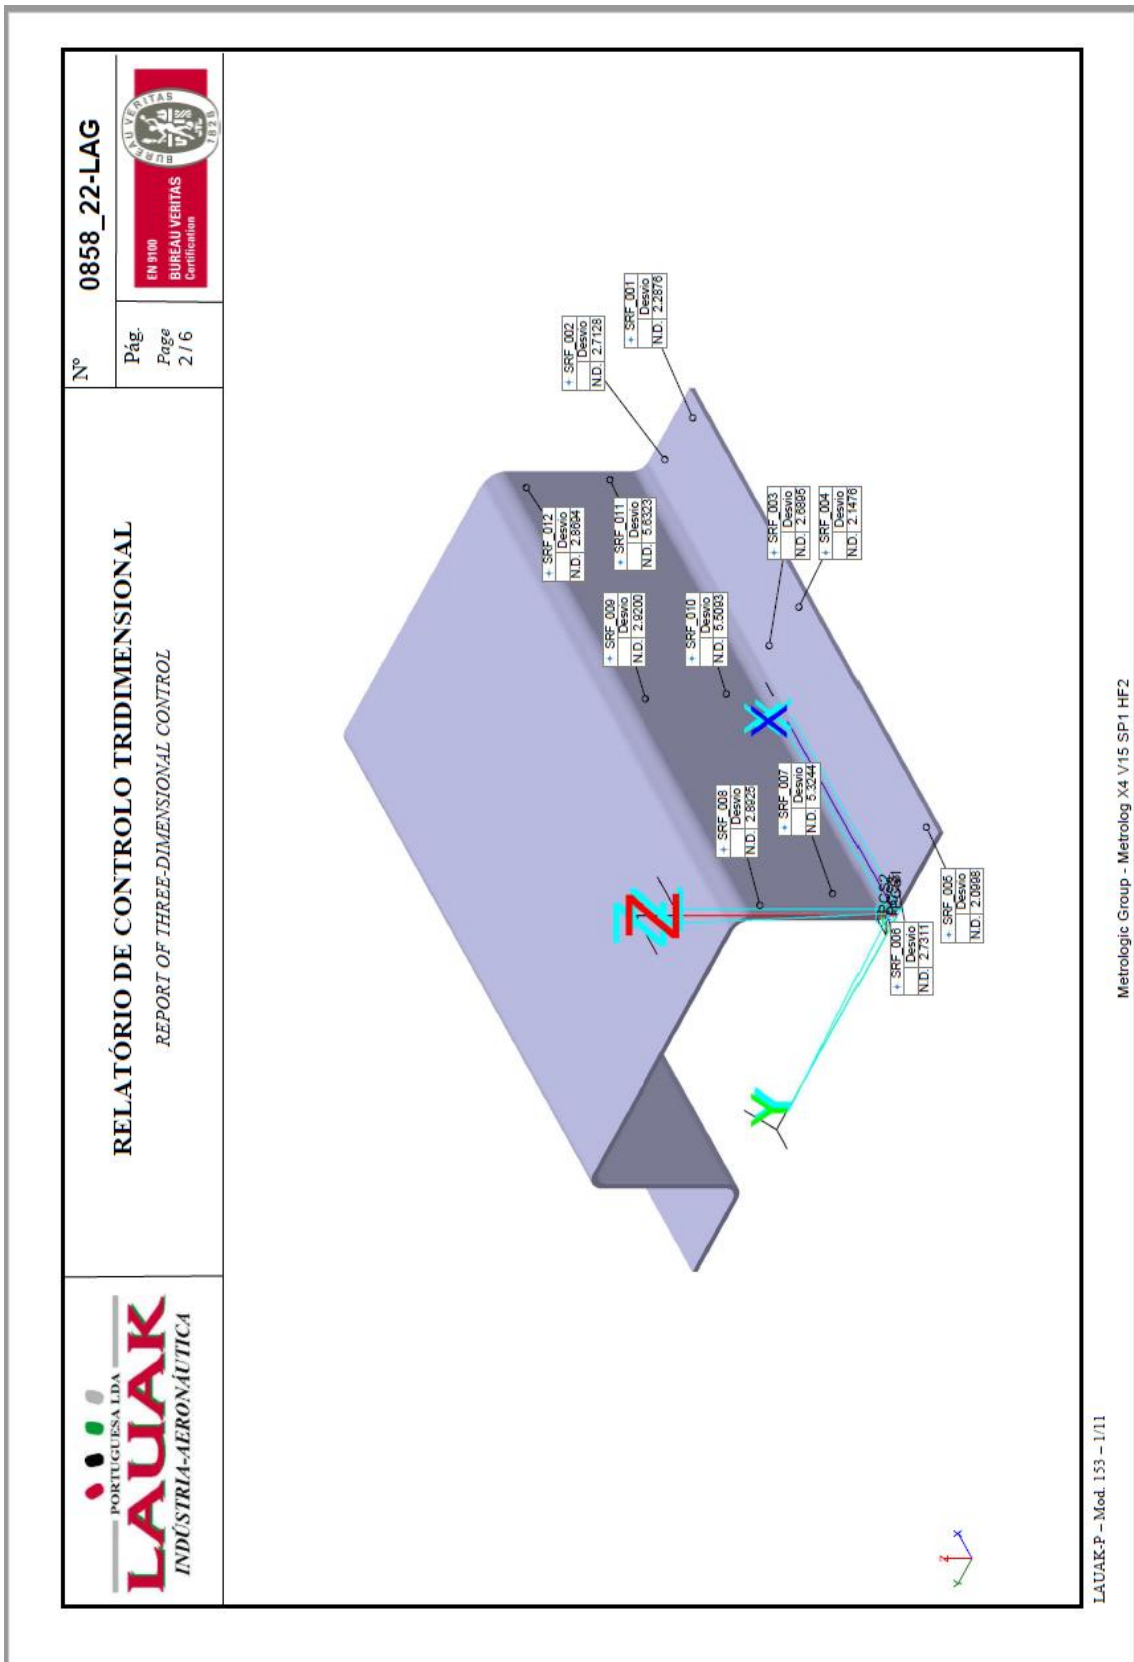 PORTUGUESA LDA
LAUAK
INDÚSTRIA-AERONÁUTICA
RELATÓRIO DE CONTROLO TRIDIMENSIONAL
REPORT OF THREE-DIMENSIONAL CONTROL
Nº
0858_22-LAG
Pág.
Page
2 / 6
EN 9100
BUREAU VERITAS
Certification
BUREAU VERITAS
1828
+ SRF_002
Desvio
N.D. 2.7128
+ SRF_001
Desvio
N.D. 2.2876
+ SRF_012
Desvio
N.D. 2.8694
+ SRF_011
Desvio
N.D. 5.6323
+ SRF_003
Desvio
N.D. 2.6895
+ SRF_004
Desvio
N.D. 2.1476
+ SRF_009
Desvio
N.D. 2.9200
+ SRF_010
Desvio
N.D. 5.5093
+ SRF_008
Desvio
N.D. 2.8925
+ SRF_007
Desvio
N.D. 5.3244
+ SRF_006
Desvio
N.D. 2.7311
+ SRF_005
Desvio
N.D. 2.0998
Z
X
Y
Z
Y
X
LAUAK-P – Mod. 153 – 1/11
Metrologic Group - Metrolog X4 V15 SP1 HF2